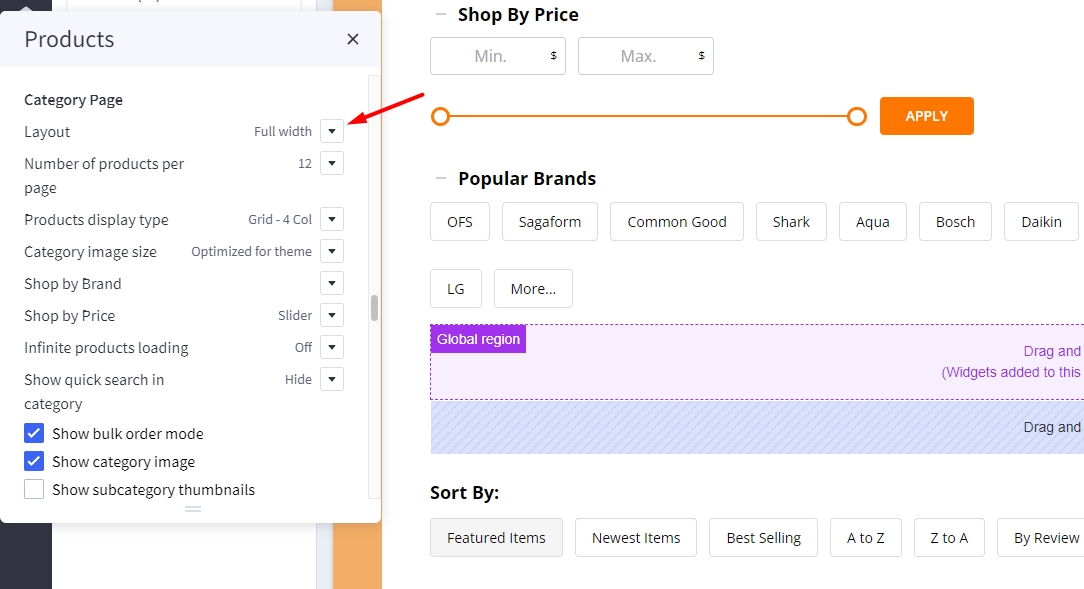 Products
Category Page
Layout Full width
Number of products per page 12
Products display type Grid - 4 Col
Category image size Optimized for theme
Shop by Brand
Shop by Price Slider
Infinite products loading Off
Show quick search in category Hide
Show bulk order mode
Show category image
Show subcategory thumbnails
Shop By Price
Min. $ Max. $
APPLY
Popular Brands
OFS Sagaform Common Good Shark Aqua Bosch Daikin
LG More...
Global region
Drag and
(Widgets added to this
Drag and
Sort By:
Featured Items Newest Items Best Selling A to Z Z to A By Review